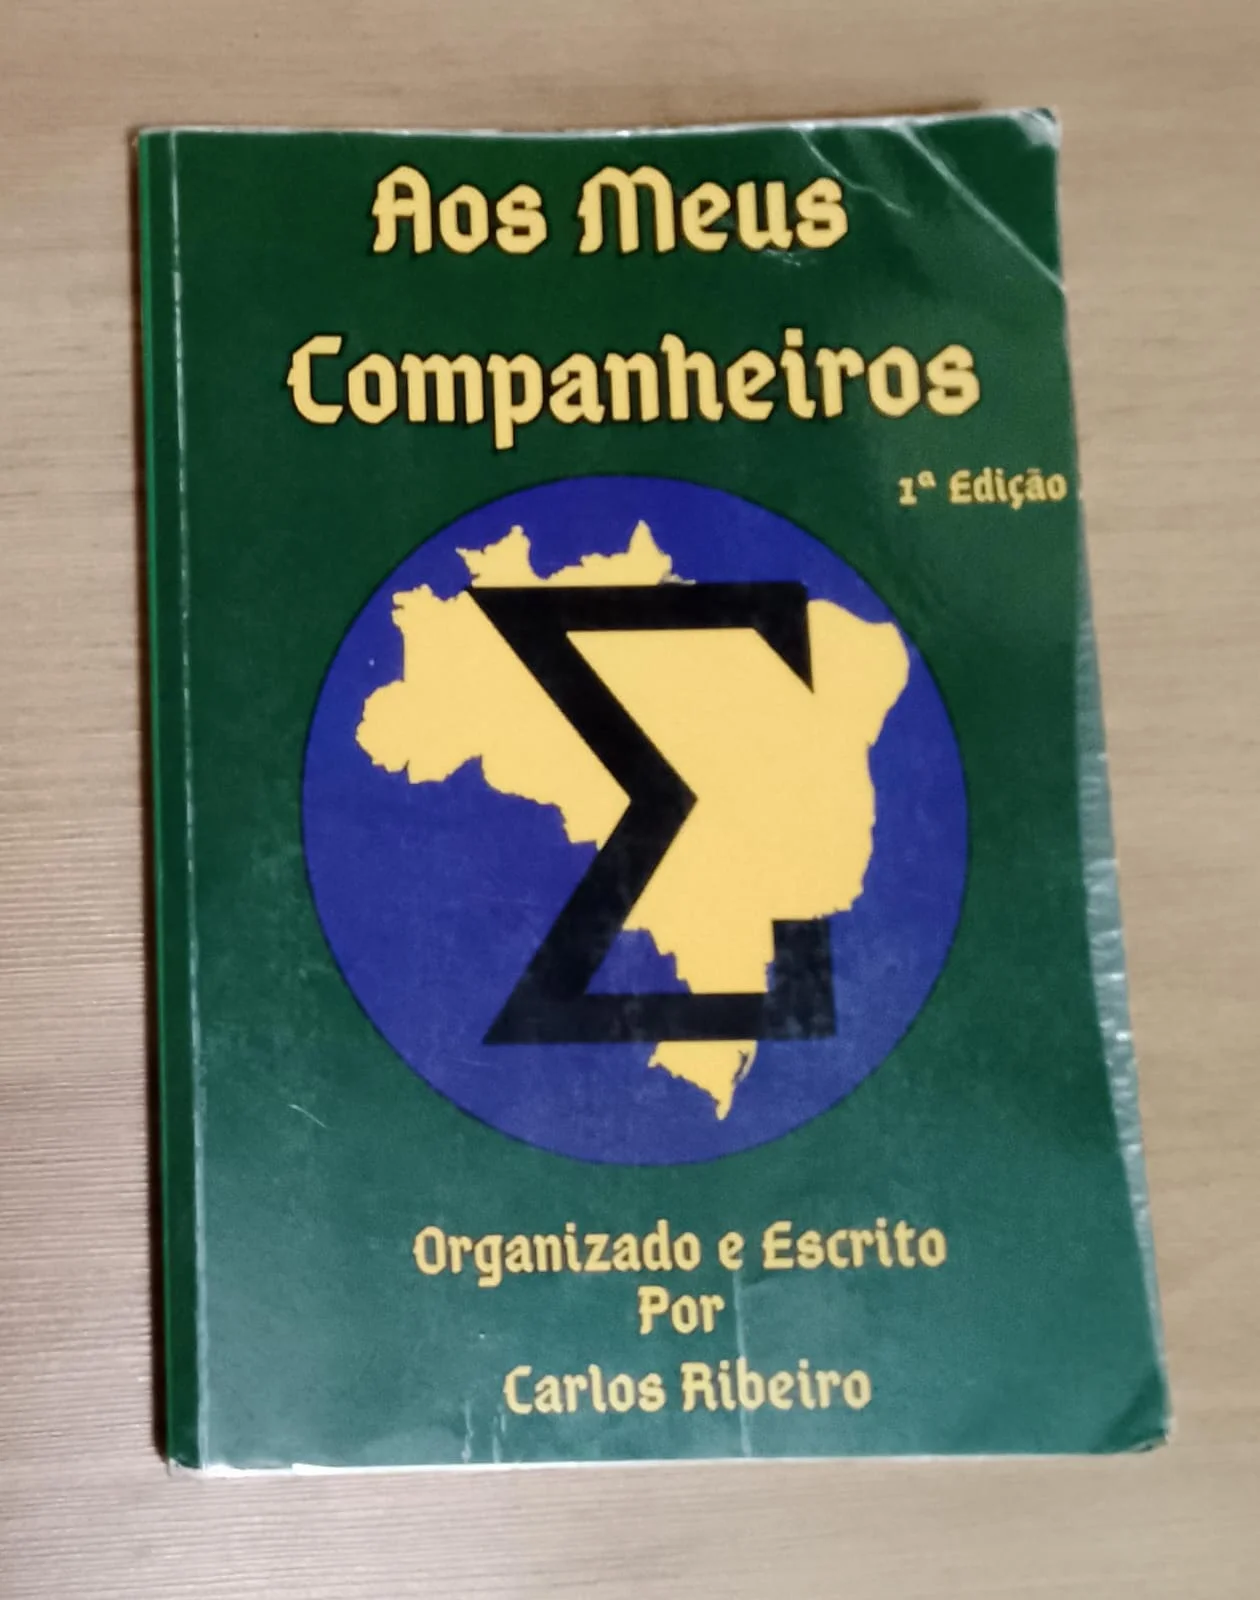 Aos Meus
Companheiros
1ª Edição
Σ
Organizado e Escrito
Por
Carlos Ribeiro